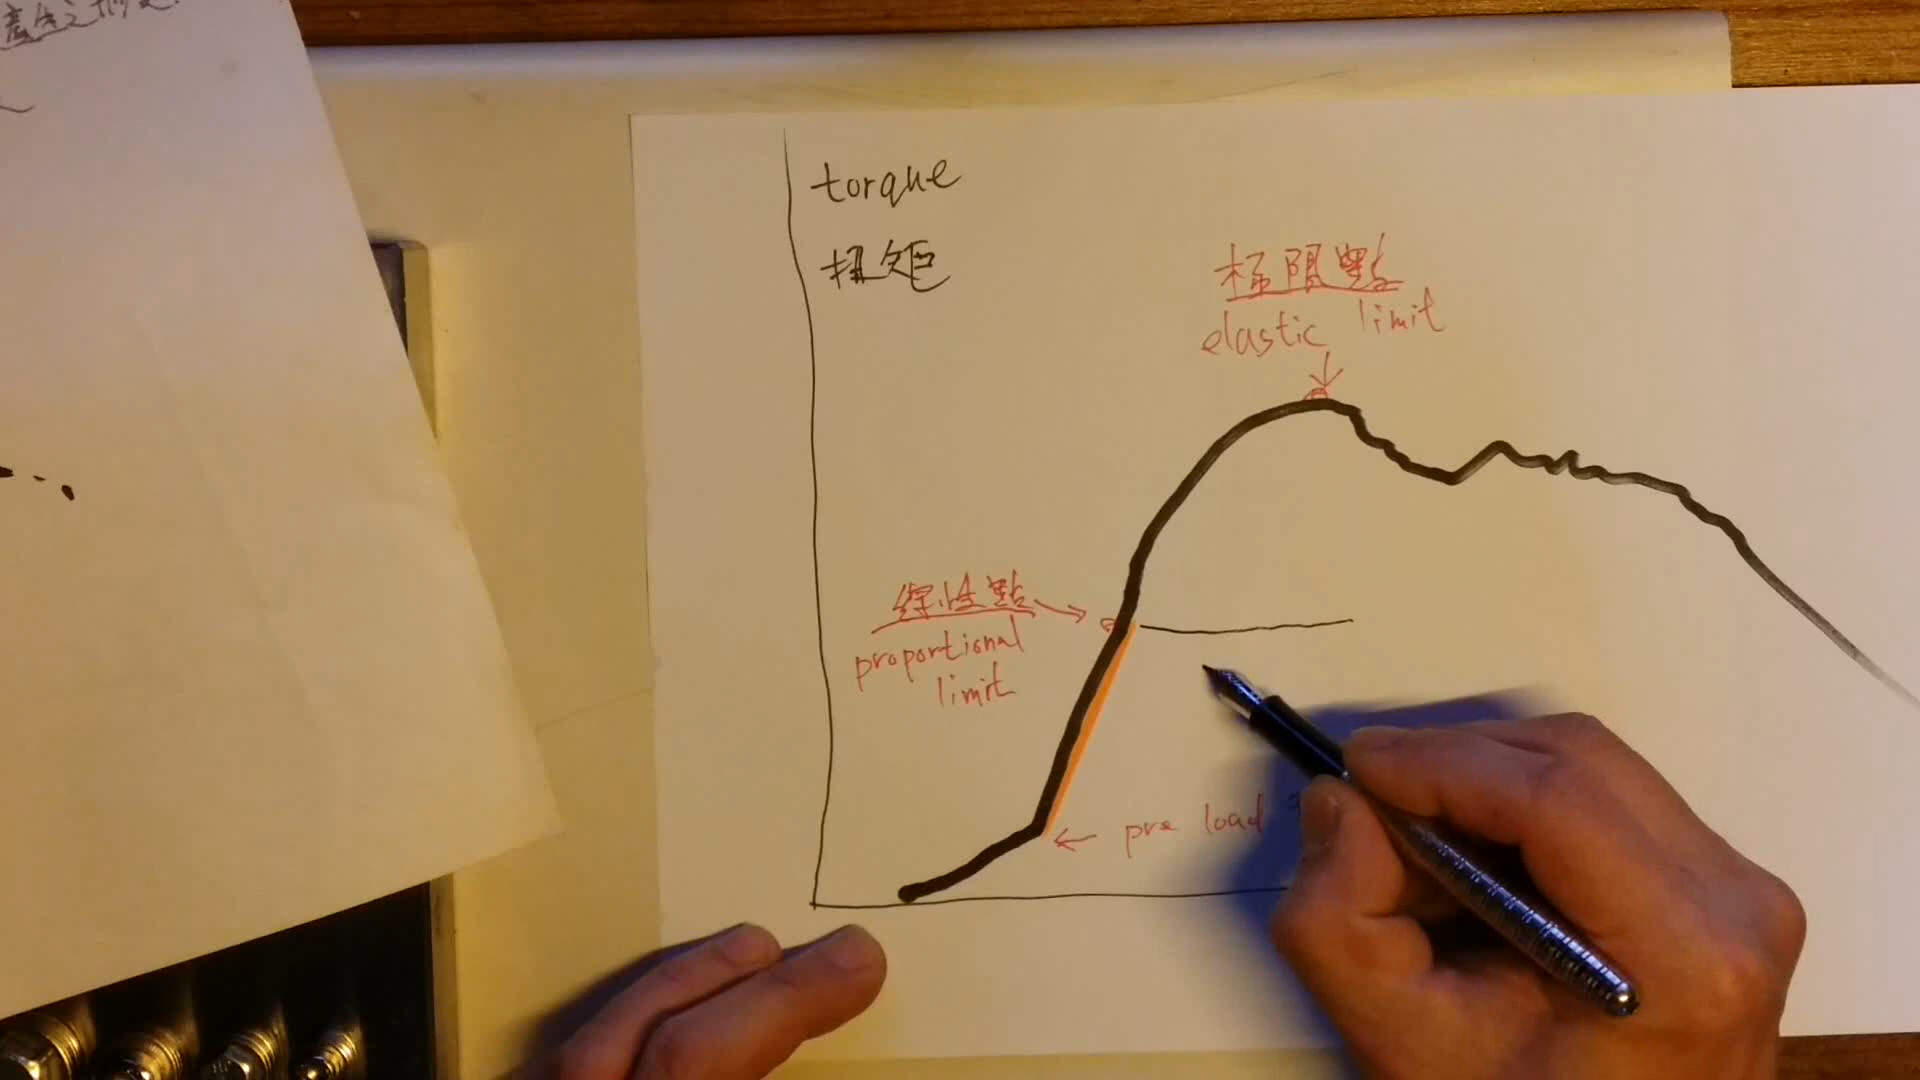 torque
扭矩
極限點
elastic limit
線性點
proportional
limit
pre load